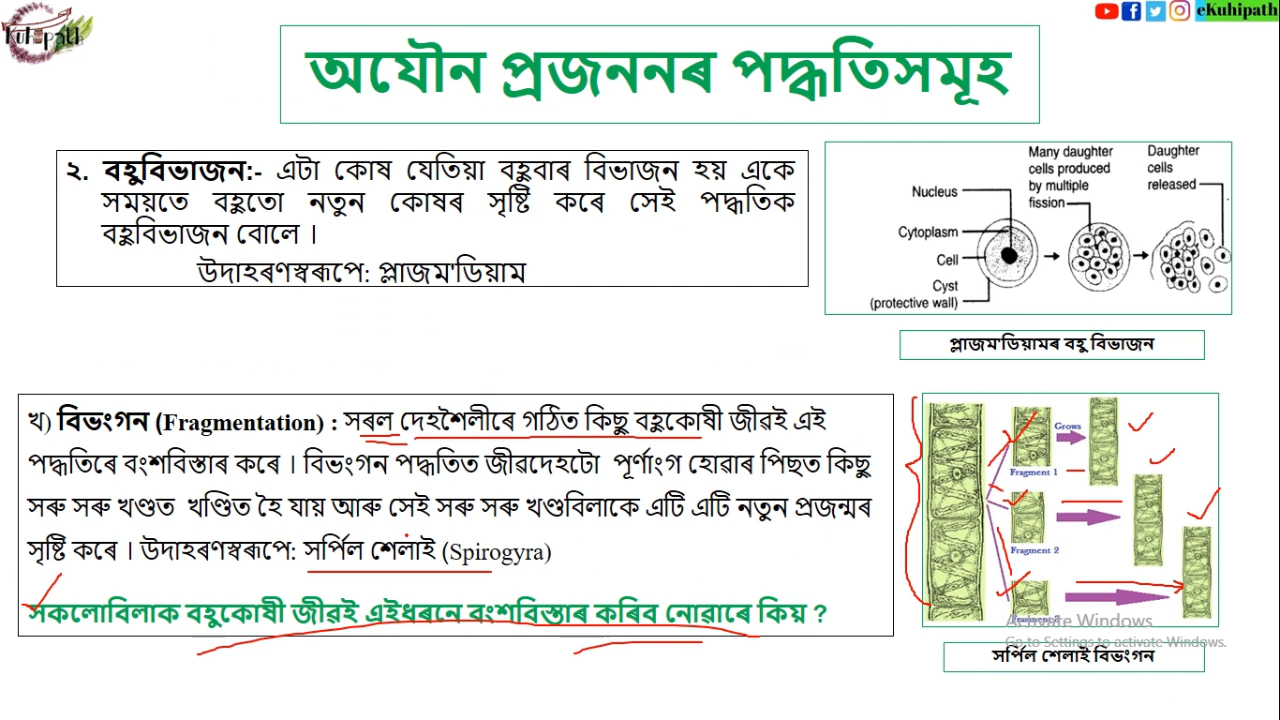 Kuhipath
eKuhipath
অযৌন প্ৰজননৰ পদ্ধতিসমূহ
২. বহুবিভাজন:- এটা কোষ যেতিয়া বহুবাৰ বিভাজন হয় একে
সময়তে বহুতো নতুন কোষৰ সৃষ্টি কৰে সেই পদ্ধতিক
বহুবিভাজন বোলে ।
উদাহৰণস্বৰূপে: প্লাজম'ডিয়াম
Many daughter
cells produced
by multiple
fission
Daughter
cells
released
Nucleus
Cytoplasm
Cell
Cyst
(protective wall)
প্লাজম'ডিয়ামৰ বহু বিভাজন
খ) বিভংগন (Fragmentation) : সৰল দেহশৈলীৰে গঠিত কিছু বহুকোষী জীৱই এই
পদ্ধতিৰে বংশবিস্তাৰ কৰে । বিভংগন পদ্ধতিত জীৱদেহটো পূৰ্ণাংগ হোৱাৰ পিছত কিছু
সৰু সৰু খণ্ডত খণ্ডিত হৈ যায় আৰু সেই সৰু সৰু খণ্ডবিলাকে এটি এটি নতুন প্ৰজন্মৰ
সৃষ্টি কৰে । উদাহৰণস্বৰূপে: সৰ্পিল শেলাই (Spirogyra)
সকলোবিলাক বহুকোষী জীৱই এইধৰনে বংশবিস্তাৰ কৰিব নোৱাৰে কিয় ?
Grows
Fragment 1
Fragment 2
Activate Windows
Go to Settings to activate Windows.
সৰ্পিল শেলাই বিভংগন